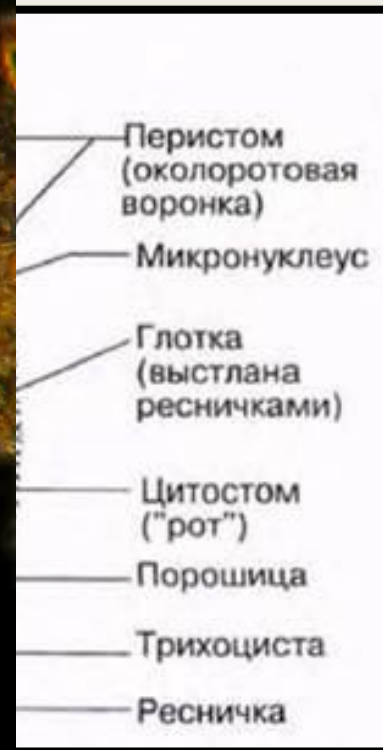 Перистом
(околоротовая
воронка)
Микронуклеус
Глотка
(выстлана
ресничками)
Цитостом
("рот")
Порошица
Трихоциста
Ресничка